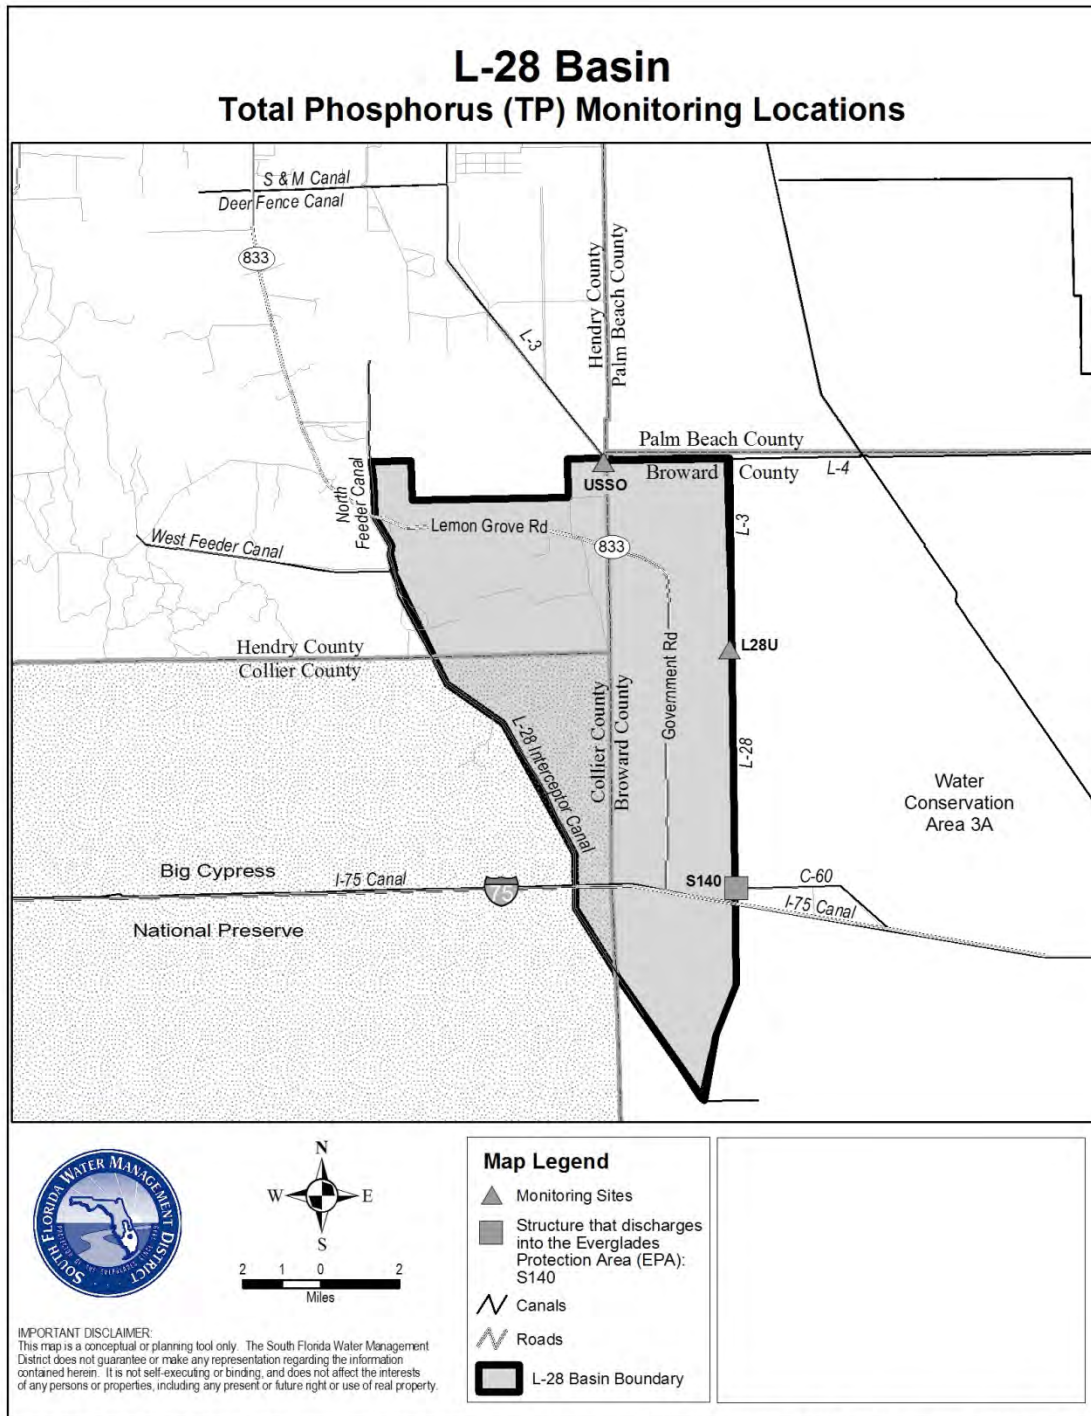 L-28 Basin
Total Phosphorus (TP) Monitoring Locations
S & M Canal
Deer Fence Canal
833
L-3
Hendry County
Palm Beach County
Palm Beach County
Broward County
L-4
USSO
North
Feeder Canal
Lemon Grove Rd
L-3
West Feeder Canal
833
Hendry County
Collier County
L28U
Government Rd
Collier County
Broward County
L-28 Interceptor Canal
L-28
Water
Conservation
Area 3A
Big Cypress
I-75 Canal
75
S140
C-60
I-75 Canal
National Preserve
SOUTH FLORIDA WATER MANAGEMENT DISTRICT
N
W
E
S
2 1 0 2
Miles
Map Legend
Monitoring Sites
Structure that discharges
into the Everglades
Protection Area (EPA):
S140
Canals
Roads
L-28 Basin Boundary
IMPORTANT DISCLAIMER:
This map is a conceptual or planning tool only. The South Florida Water Management
District does not guarantee or make any representation regarding the information
contained herein. It is not self-executing or binding, and does not affect the interests
of any persons or properties, including any present or future right or use of real property.